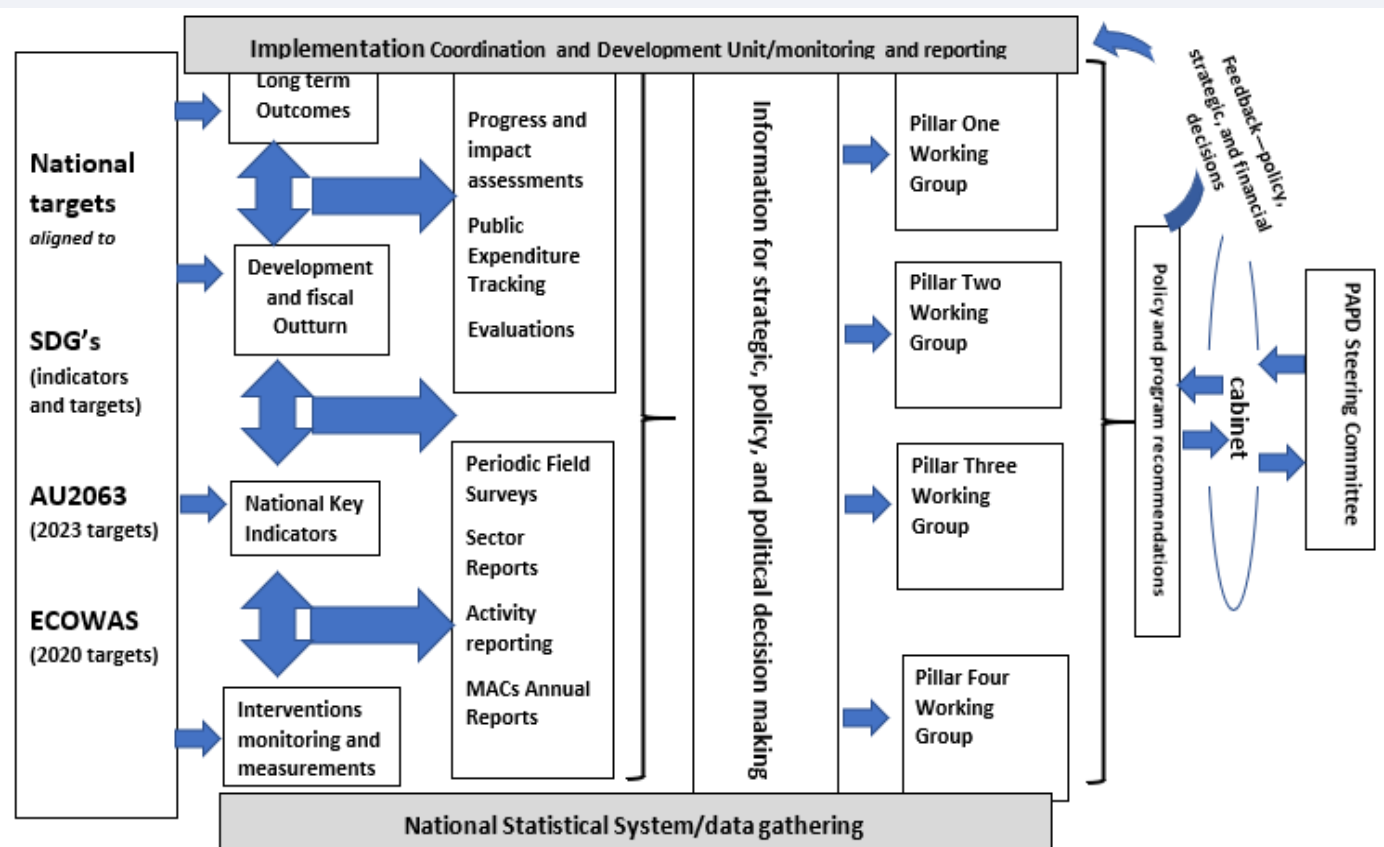 Implementation Coordination and Development Unit/monitoring and reporting
National
targets
aligned to
SDG's
(indicators
and targets)
AU2063
(2023 targets)
ECOWAS
(2020 targets)
Long term
Outcomes
Development
and fiscal
Outturn
National Key
Indicators
Interventions
monitoring and
measurements
Progress and
impact
assessments
Public
Expenditure
Tracking
Evaluations
Periodic Field
Surveys
Sector
Reports
Activity
reporting
MACs Annual
Reports
Information for strategic, policy, and political decision making
Pillar One
Working
Group
Pillar Two
Working
Group
Pillar Three
Working
Group
Pillar Four
Working
Group
Policy and program recommendations
Feedback—policy,
strategic, and financial
decisions
cabinet
PAPD Steering Committee
National Statistical System/data gathering